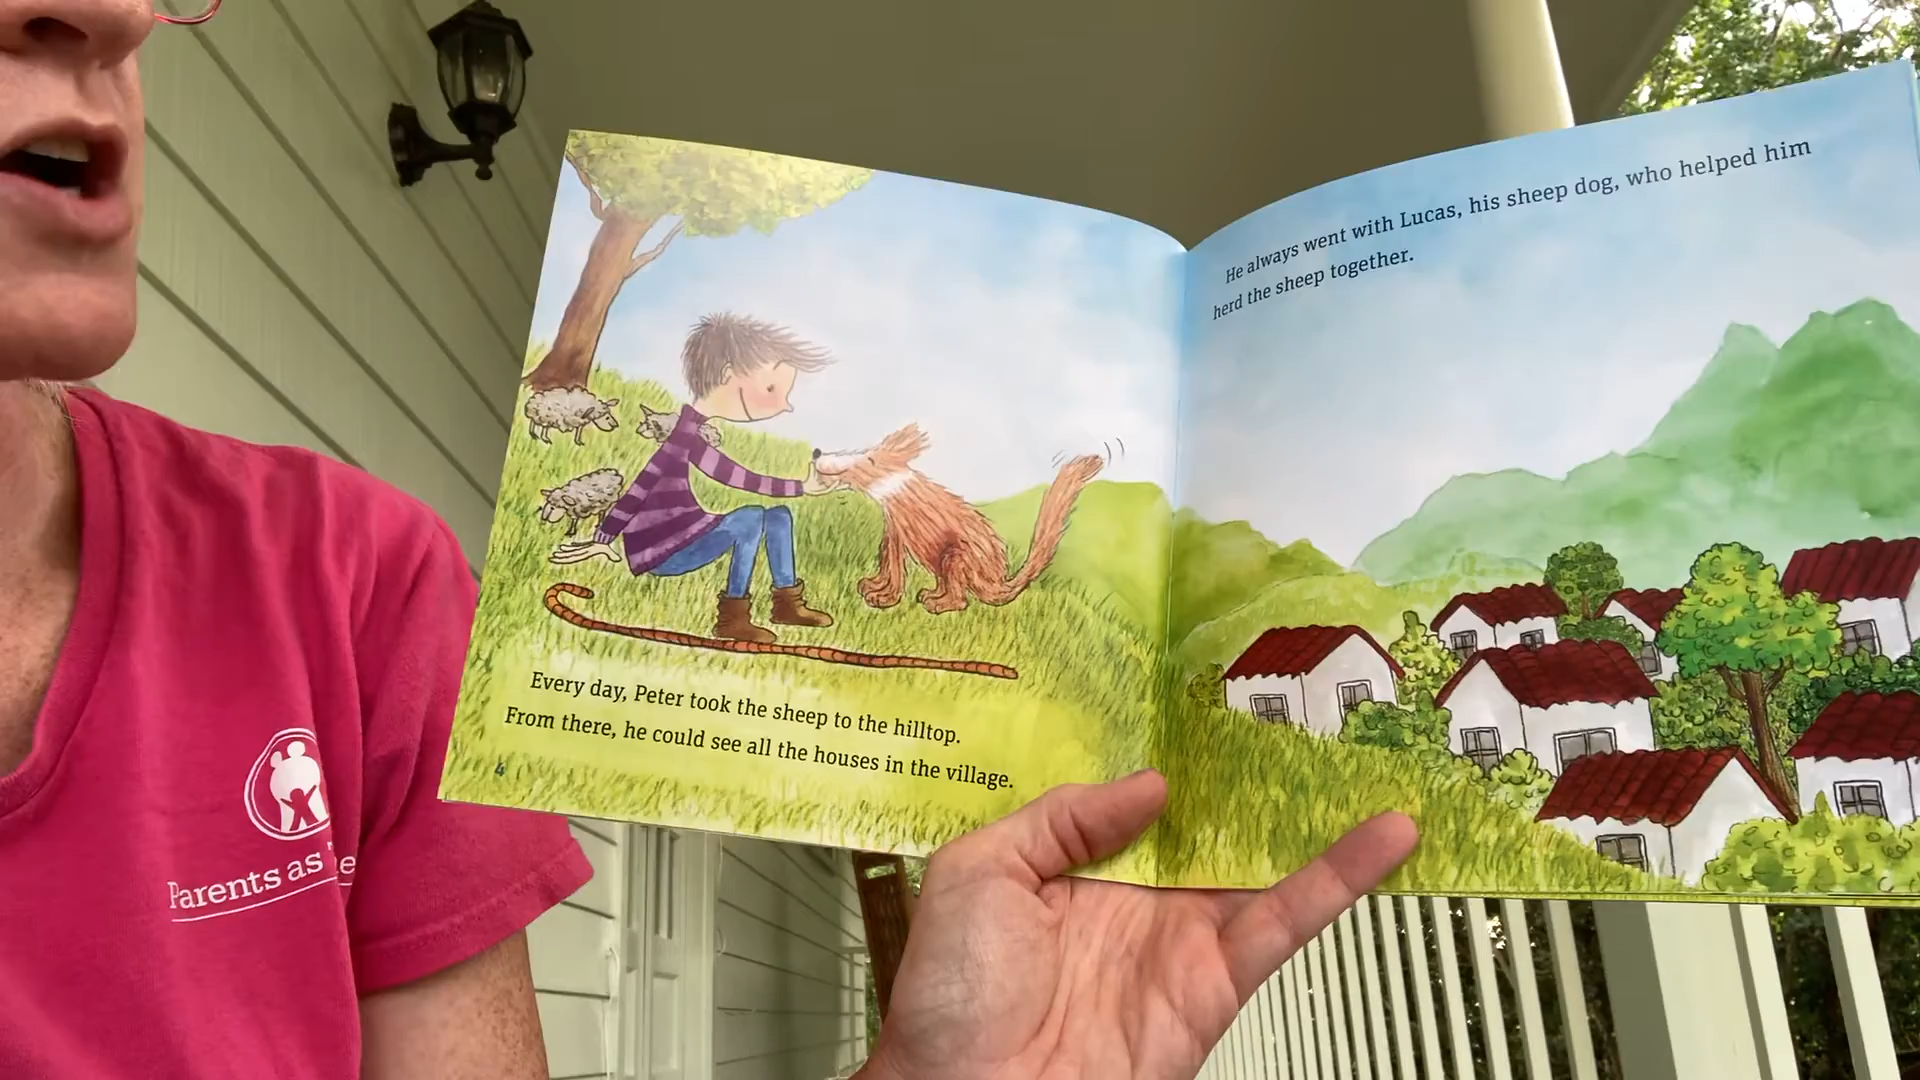 Every day, Peter took the sheep to the hilltop.
From there, he could see all the houses in the village.
4
He always went with Lucas, his sheep dog, who helped him
herd the sheep together.
Parents as